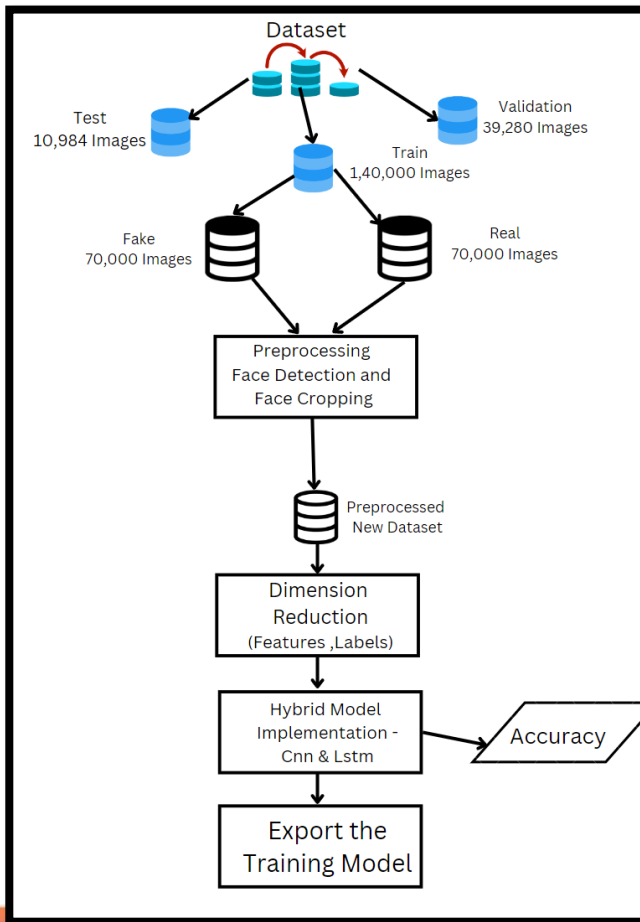 Dataset
Test
10,984 Images
Validation
39,280 Images
Train
1,40,000 Images
Fake
70,000 Images
Real
70,000 Images
Preprocessing
Face Detection and
Face Cropping
Preprocessed
New Dataset
Dimension
Reduction
(Features ,Labels)
Hybrid Model
Implementation -
Cnn & Lstm
Accuracy
Export the
Training Model